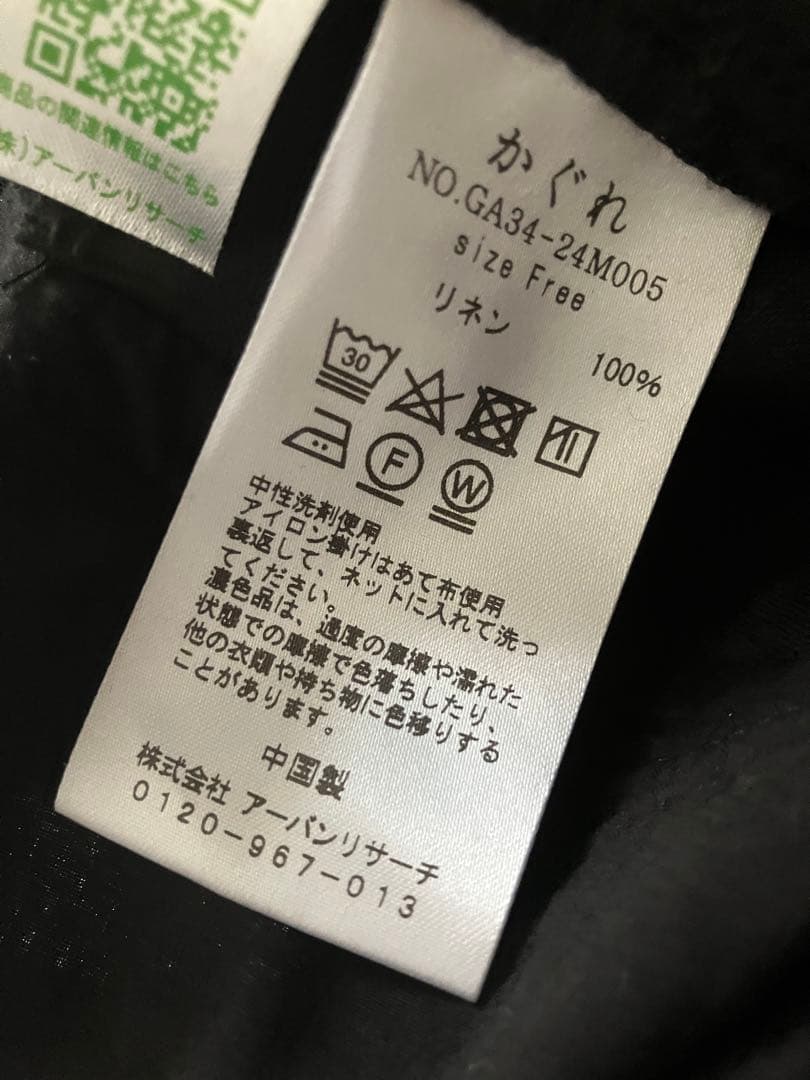 商品の関連情報はこちら
株)アーバンリサーチ
かぐれ
NO.GA34-24M005
size Free
リネン 100%
30
F W
中性洗剤使用
アイロン掛けはあて布使用
裏返して、ネットに入れて洗っ
てください。
濃色品は、過度の摩擦や濡れた
状態での摩擦で色落ちしたり、
他の衣類や持ち物に色移りする
ことがあります。
中国製
株式会社 アーバンリサーチ
0120-967-013